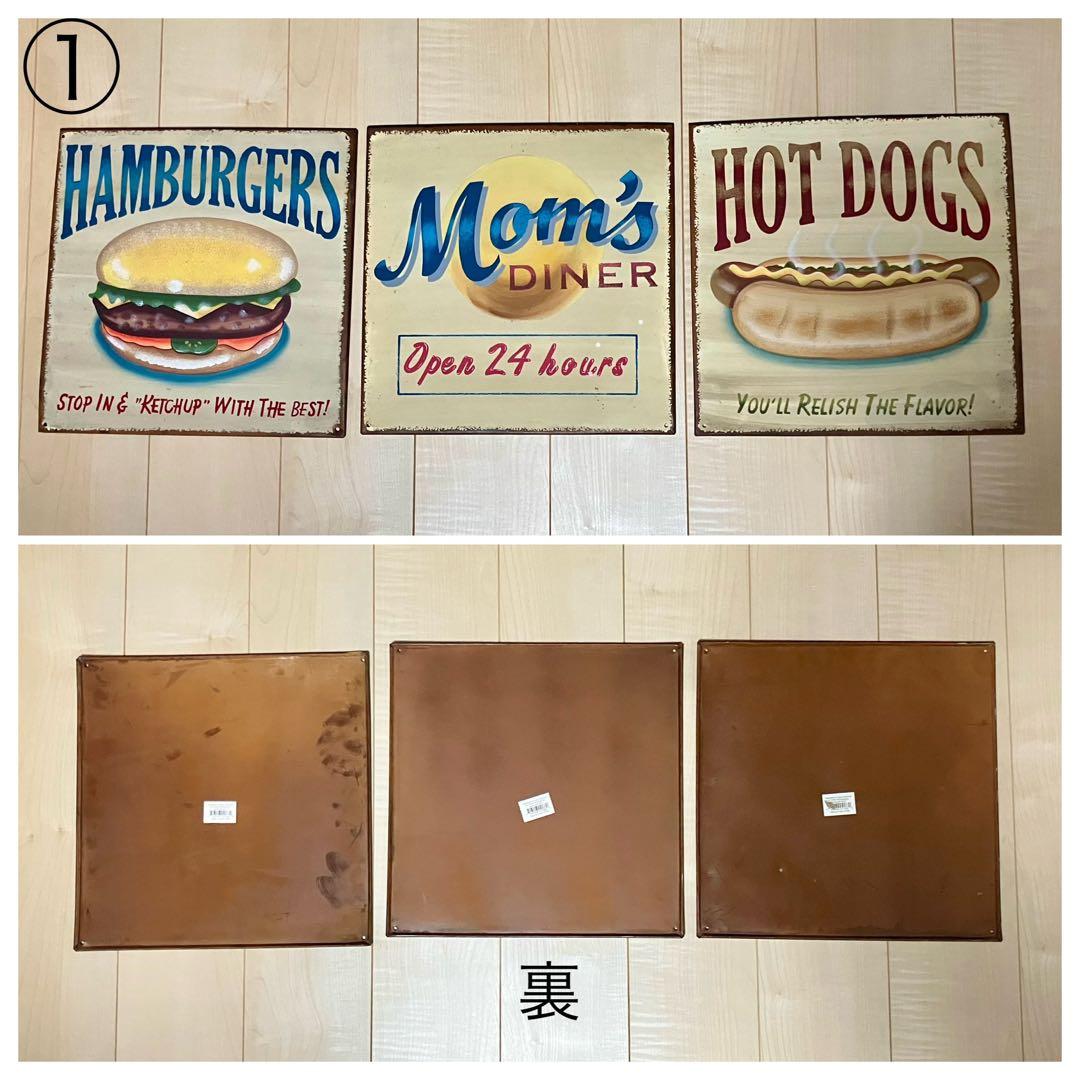 ①
HAMBURGERS
STOP IN & "KETCHUP" WITH THE BEST!
Mom's
DINER
Open 24 hours
HOT DOGS
YOU'LL RELISH THE FLAVOR!
裏